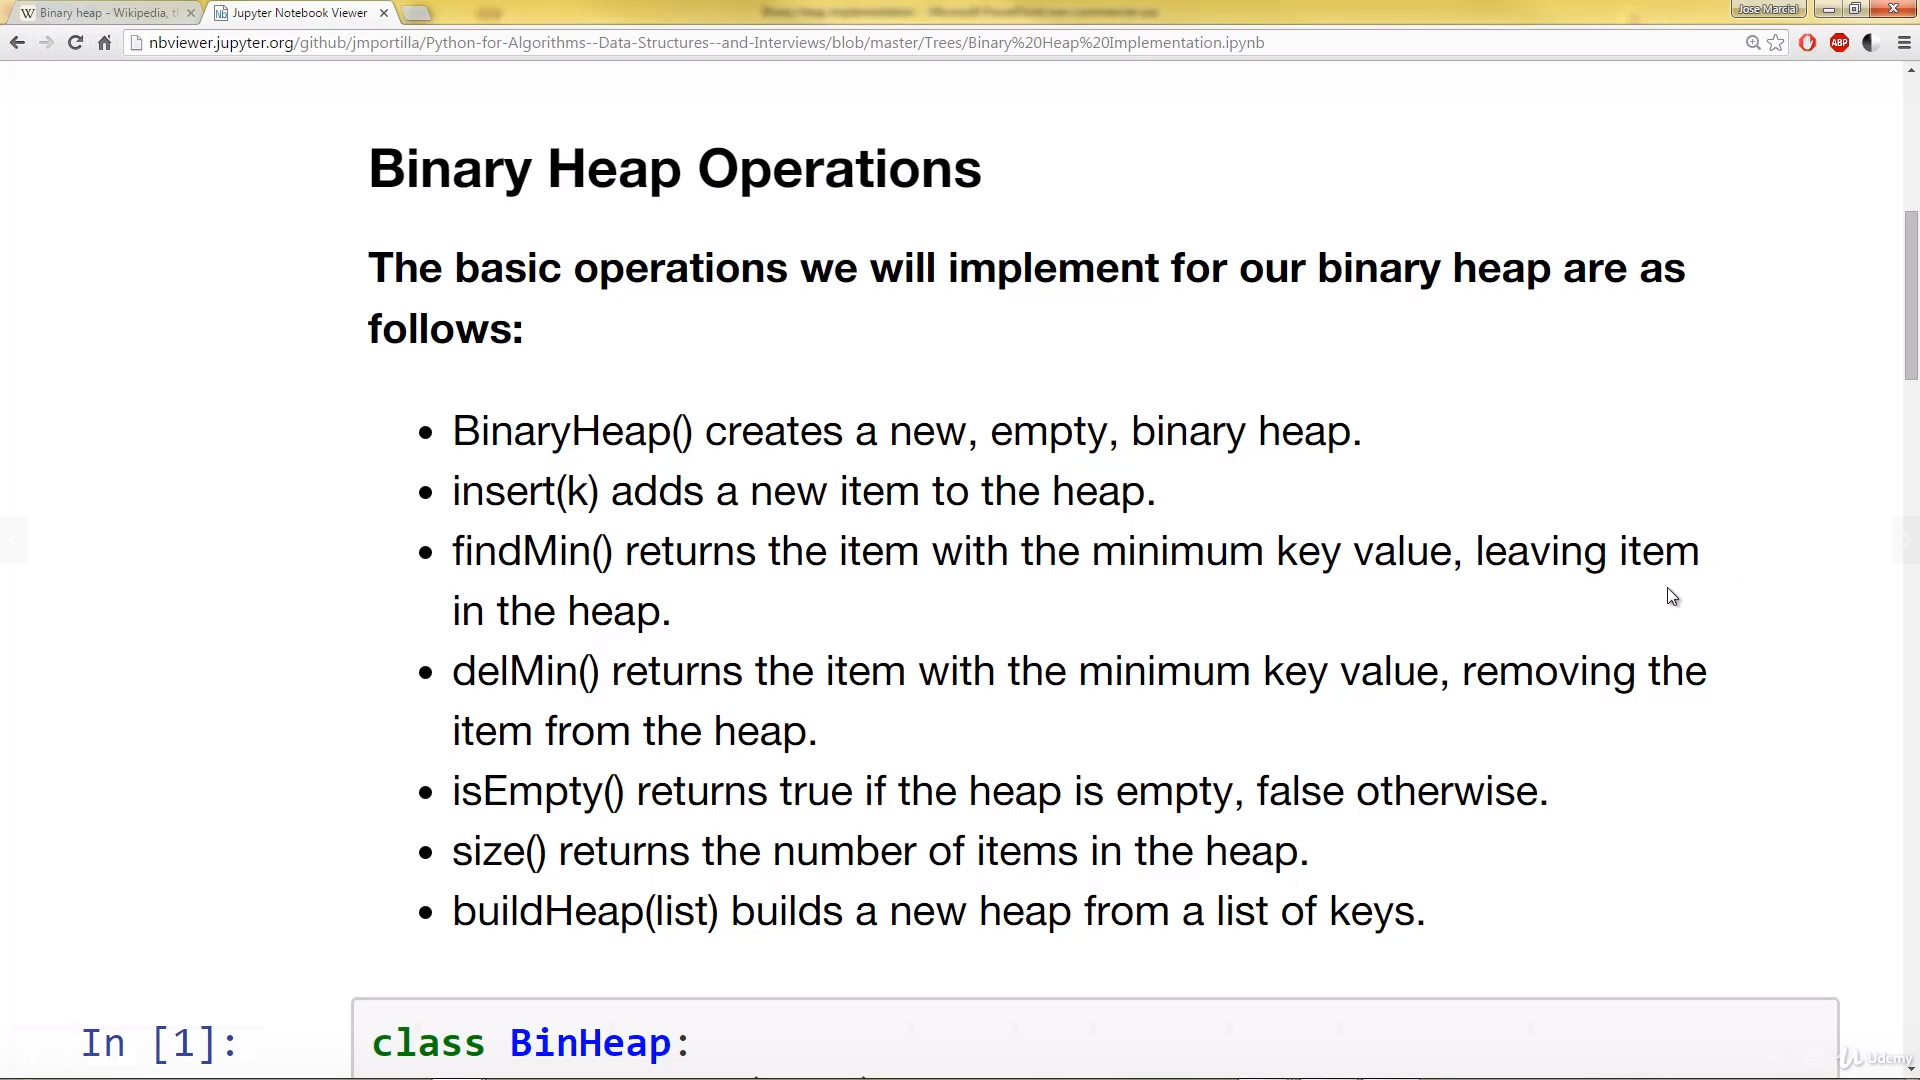 Binary heap - Wikipedia, t
Jupyter Notebook Viewer
Jose Marcial
nbviewer.jupyter.org/github/jmportilla/Python-for-Algorithms--Data-Structures--and-Interviews/blob/master/Trees/Binary%20Heap%20Implementation.ipynb
ABP
Binary Heap Operations
The basic operations we will implement for our binary heap are as
follows:
• BinaryHeap() creates a new, empty, binary heap.
• insert(k) adds a new item to the heap.
• findMin() returns the item with the minimum key value, leaving item
in the heap.
• delMin() returns the item with the minimum key value, removing the
item from the heap.
• isEmpty() returns true if the heap is empty, false otherwise.
• size() returns the number of items in the heap.
• buildHeap(list) builds a new heap from a list of keys.
In [1]: class BinHeap:
Udemy